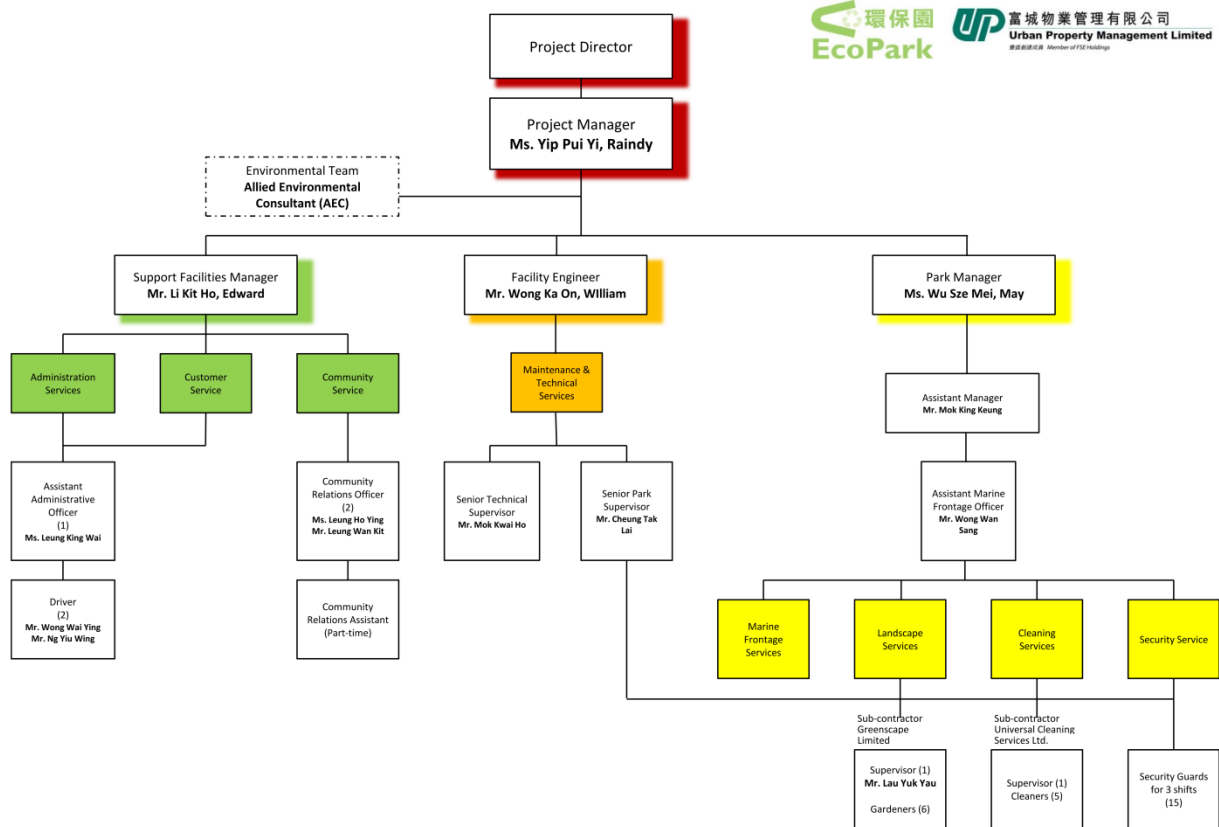 環保園
EcoPark
UP
富城物業管理有限公司
Urban Property Management Limited
豐盛創建成員 Member of FSE Holdings
Project Director
Project Manager
Ms. Yip Pui Yi, Raindy
Environmental Team
Allied Environmental
Consultant (AEC)
Support Facilities Manager
Mr. Li Kit Ho, Edward
Facility Engineer
Mr. Wong Ka On, WIlliam
Park Manager
Ms. Wu Sze Mei, May
Administration
Services
Customer
Service
Community
Service
Maintenance &
Technical
Services
Assistant Manager
Mr. Mok King Keung
Assistant
Administrative
Officer
(1)
Ms. Leung King Wai
Community
Relations Officer
(2)
Ms. Leung Ho Ying
Mr. Leung Wan Kit
Senior Technical
Supervisor
Mr. Mok Kwai Ho
Senior Park
Supervisor
Mr. Cheung Tak
Lai
Assistant Marine
Frontage Officer
Mr. Wong Wan
Sang
Driver
(2)
Mr. Wong Wai Ying
Mr. Ng Yiu Wing
Community
Relations Assistant
(Part-time)
Marine
Frontage
Services
Landscape
Services
Cleaning
Services
Security Service
Sub-contractor
Greenscape
Limited
Sub-contractor
Universal Cleaning
Services Ltd.
Supervisor (1)
Mr. Lau Yuk Yau
Gardeners (6)
Supervisor (1)
Cleaners (5)
Security Guards
for 3 shifts
(15)